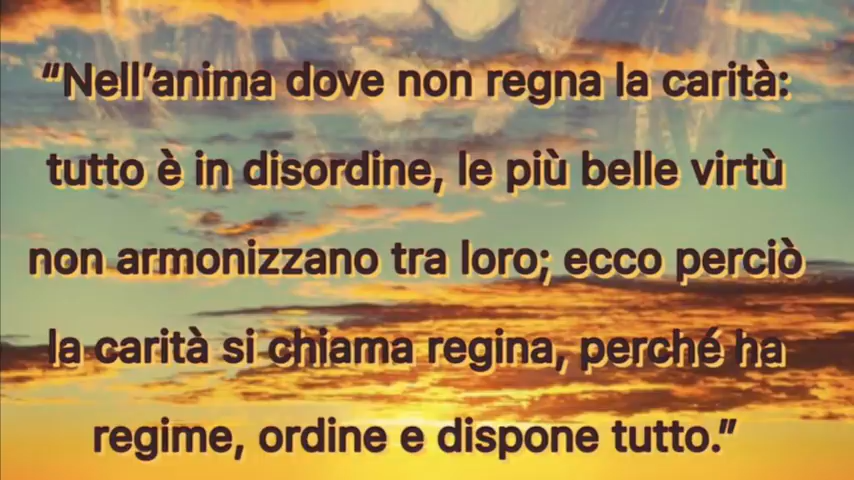 “Nell’anima dove non regna la carità:
tutto è in disordine, le più belle virtù
non armonizzano tra loro; ecco perciò
la carità si chiama regina, perché ha
regime, ordine e dispone tutto.”